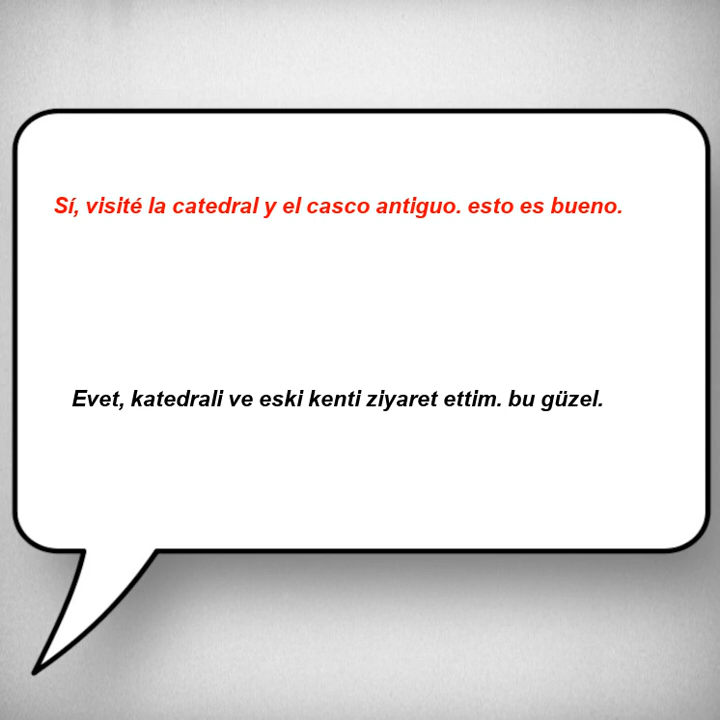 Sí, visité la catedral y el casco antiguo. esto es bueno.
Evet, katedrali ve eski kenti ziyaret ettim. bu güzel.